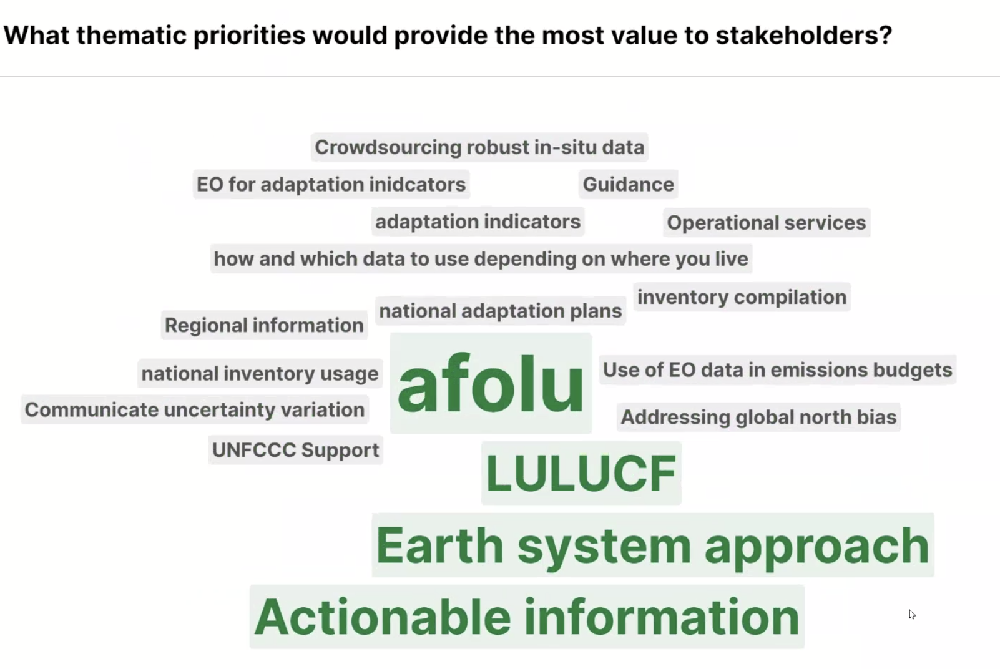 What thematic priorities would provide the most value to stakeholders?
Crowdsourcing robust in-situ data
EO for adaptation inidcators
Guidance
adaptation indicators
Operational services
how and which data to use depending on where you live
inventory compilation
national adaptation plans
Regional information
afolu
national inventory usage
Use of EO data in emissions budgets
Communicate uncertainty variation
Addressing global north bias
UNFCCC Support
LULUCF
Earth system approach
Actionable information